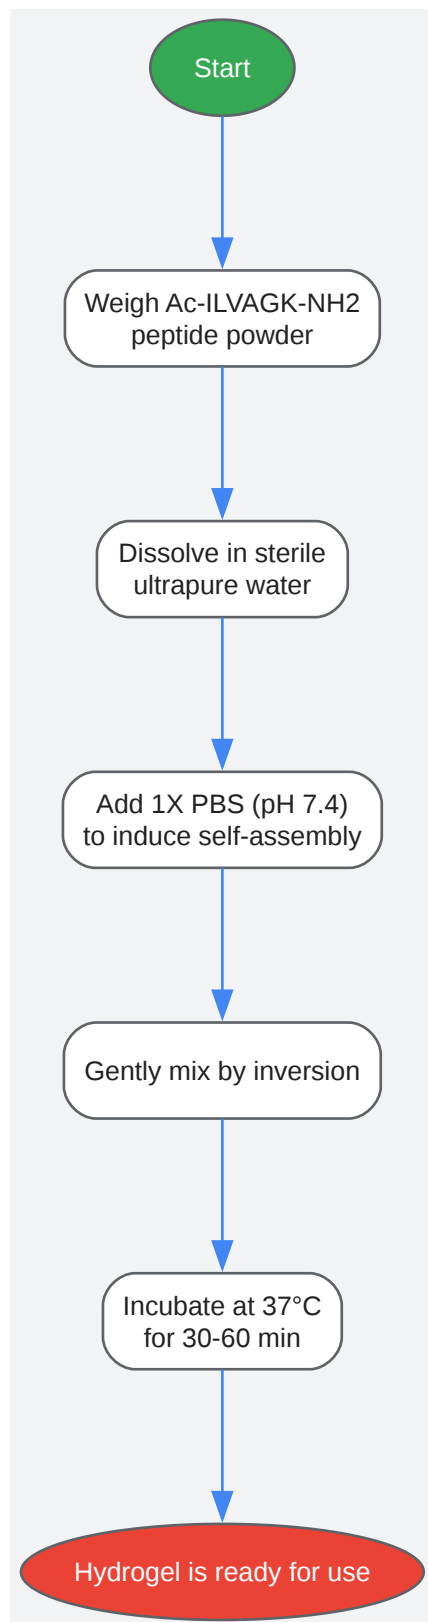 Start
Weigh Ac-ILVAGK-NH2
peptide powder
Dissolve in sterile
ultrapure water
Add 1X PBS (pH 7.4)
to induce self-assembly
Gently mix by inversion
Incubate at 37°C
for 30-60 min
Hydrogel is ready for use